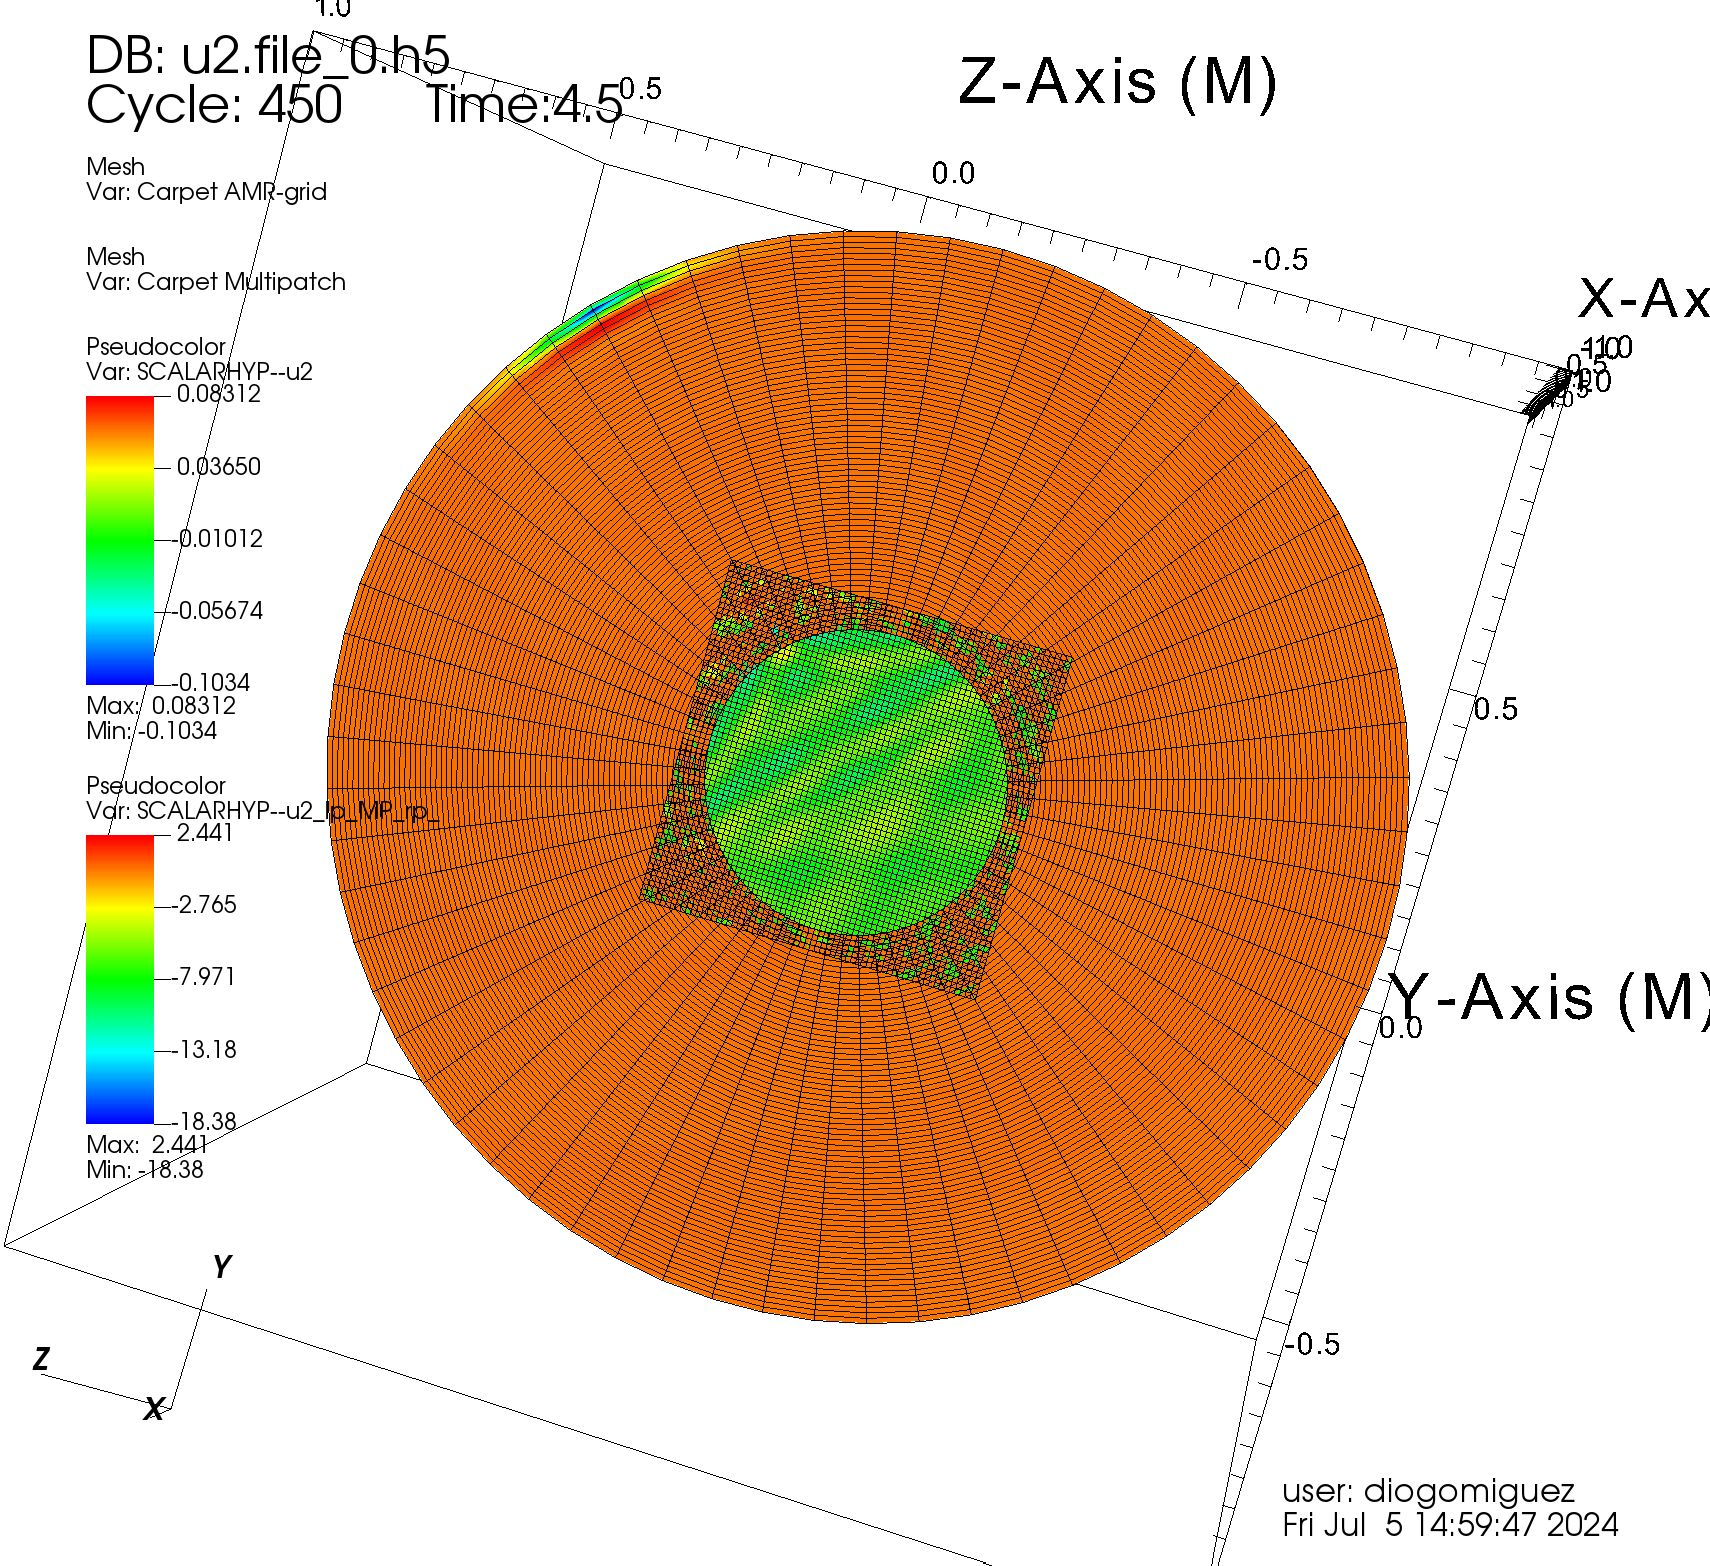 1.0
DB: u2.file_0.h5
Cycle: 450 Time:4.5
0.5
Z-Axis (M)
0.0
-0.5
X-Ax
-1.0
Mesh
Var: Carpet AMR-grid
Mesh
Var: Carpet Multipatch
Pseudocolor
Var: SCALARHYP--u2
0.08312
0.03650
-0.01012
-0.05674
-0.1034
Max: 0.08312
Min: -0.1034
Pseudocolor
Var: SCALARHYP--u2_lp_MP_rp_
2.441
-2.765
-7.971
-13.18
-18.38
Max: 2.441
Min: -18.38
0.5
Y-Axis (M)
0.0
-0.5
Y
Z
X
user: diogomiguez
Fri Jul 5 14:59:47 2024